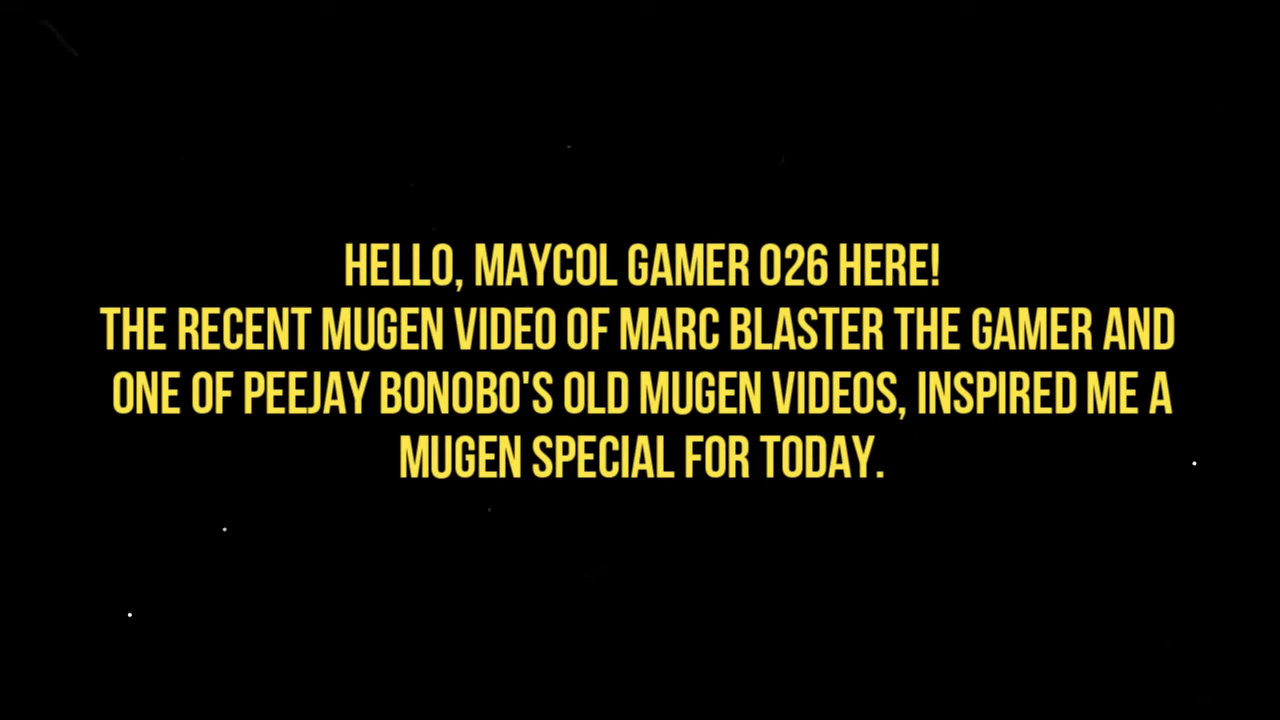 HELLO, MAYCOL GAMER 026 HERE!
THE RECENT MUGEN VIDEO OF MARC BLASTER THE GAMER AND
ONE OF PEEJAY BONOBO'S OLD MUGEN VIDEOS, INSPIRED ME A
MUGEN SPECIAL FOR TODAY.